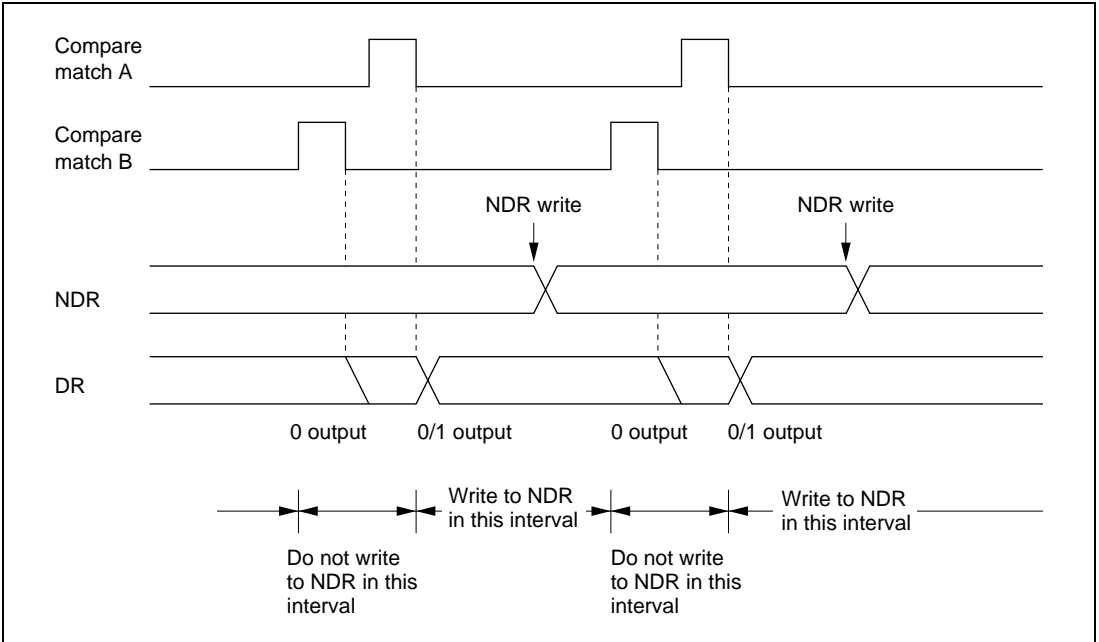 Compare
match A
Compare
match B
NDR write
NDR write
NDR
DR
0 output
0/1 output
0 output
0/1 output
Write to NDR
in this interval
Write to NDR
in this interval
Do not write
to NDR in this
interval
Do not write
to NDR in this
interval